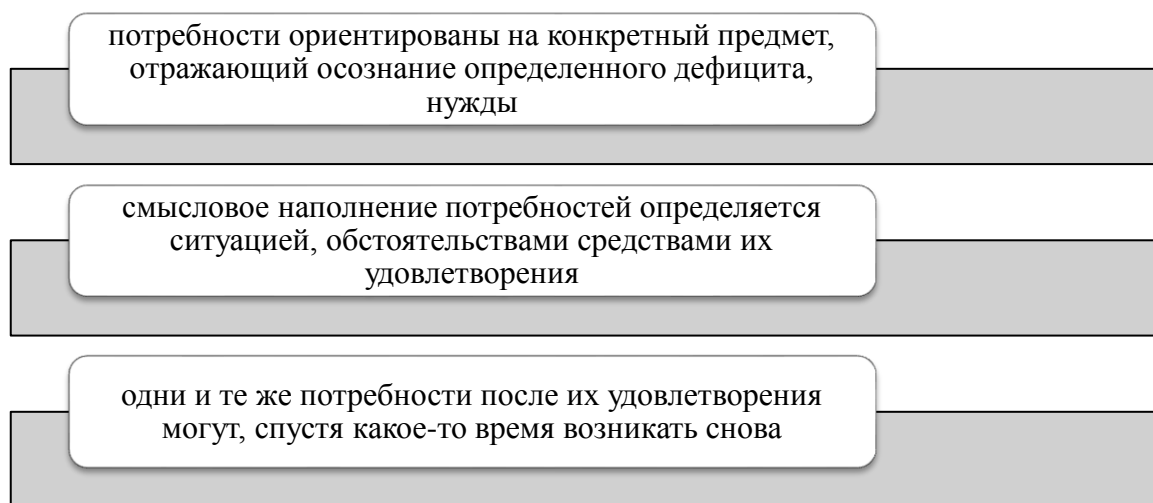 потребности ориентированы на конкретный предмет,
отражающий осознание определенного дефицита,
нужды
смысловое наполнение потребностей определяется
ситуацией, обстоятельствами средствами их
удовлетворения
одни и те же потребности после их удовлетворения
могут, спустя какое-то время возникать снова